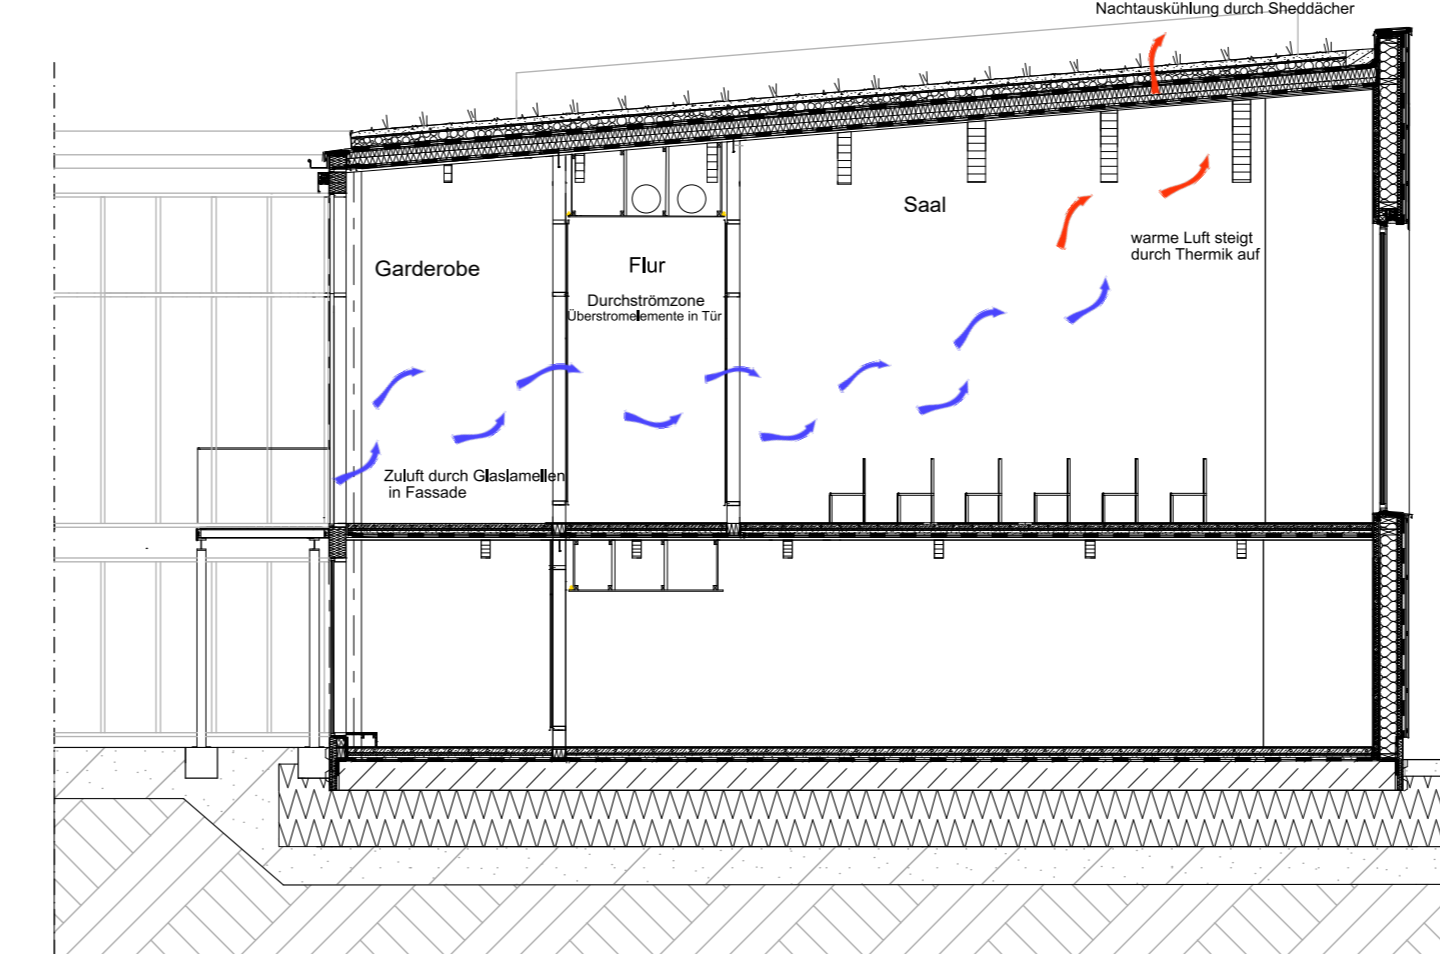 Nachtauskühlung durch Sheddächer
Saal
warme Luft steigt
durch Thermik auf
Garderobe
Flur
Durchströmzone
Überstromelemente in Tür
Zuluft durch Glaslamellen
in Fassade